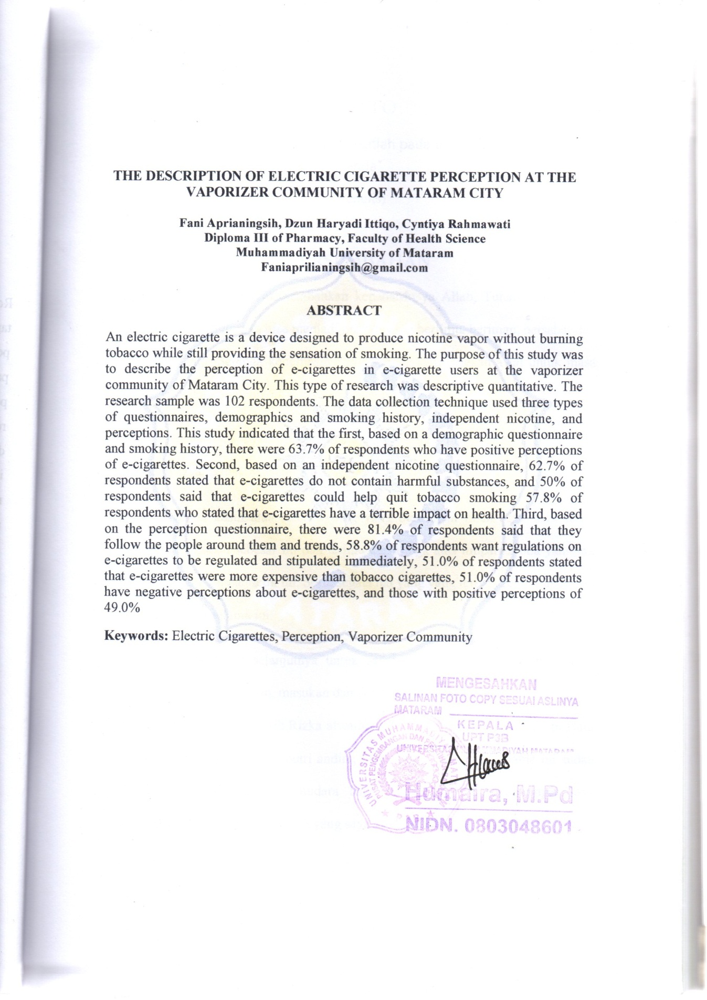 THE DESCRIPTION OF ELECTRIC CIGARETTE PERCEPTION AT THE
VAPORIZER COMMUNITY OF MATARAM CITY
Fani Aprianingsih, Dzun Haryadi Ittiqo, Cyntiya Rahmawati
Diploma III of Pharmacy, Faculty of Health Science
Muhammadiyah University of Mataram
Faniaprilianingsih@gmail.com
ABSTRACT
An electric cigarette is a device designed to produce nicotine vapor without burning
tobacco while still providing the sensation of smoking. The purpose of this study was
to describe the perception of e-cigarettes in e-cigarette users at the vaporizer
community of Mataram City. This type of research was descriptive quantitative. The
research sample was 102 respondents. The data collection technique used three types
of questionnaires, demographics and smoking history, independent nicotine, and
perceptions. This study indicated that the first, based on a demographic questionnaire
and smoking history, there were 63.7% of respondents who have positive perceptions
of e-cigarettes. Second, based on an independent nicotine questionnaire, 62.7% of
respondents stated that e-cigarettes do not contain harmful substances, and 50% of
respondents said that e-cigarettes could help quit tobacco smoking 57.8% of
respondents who stated that e-cigarettes have a terrible impact on health. Third, based
on the perception questionnaire, there were 81.4% of respondents said that they
follow the people around them and trends, 58.8% of respondents want regulations on
e-cigarettes to be regulated and stipulated immediately, 51.0% of respondents stated
that e-cigarettes were more expensive than tobacco cigarettes, 51.0% of respondents
have negative perceptions about e-cigarettes, and those with positive perceptions of
49.0%
Keywords: Electric Cigarettes, Perception, Vaporizer Community
MENGESAHKAN
SALINAN FOTO COPY SESUAI ASLINYA
MATARAM
KEPALA
UPT P3B
UNIVERSITAS MUHAMMADIYAH MATARAM
Humaira, M.Pd
NIDN. 0803048601